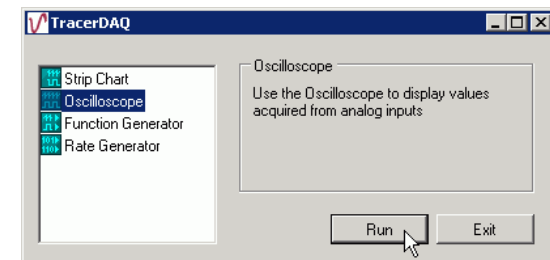 TracerDAQ
Strip Chart
Oscilloscope
Function Generator
Rate Generator
Oscilloscope
Use the Oscilloscope to display values
acquired from analog inputs
Run
Exit